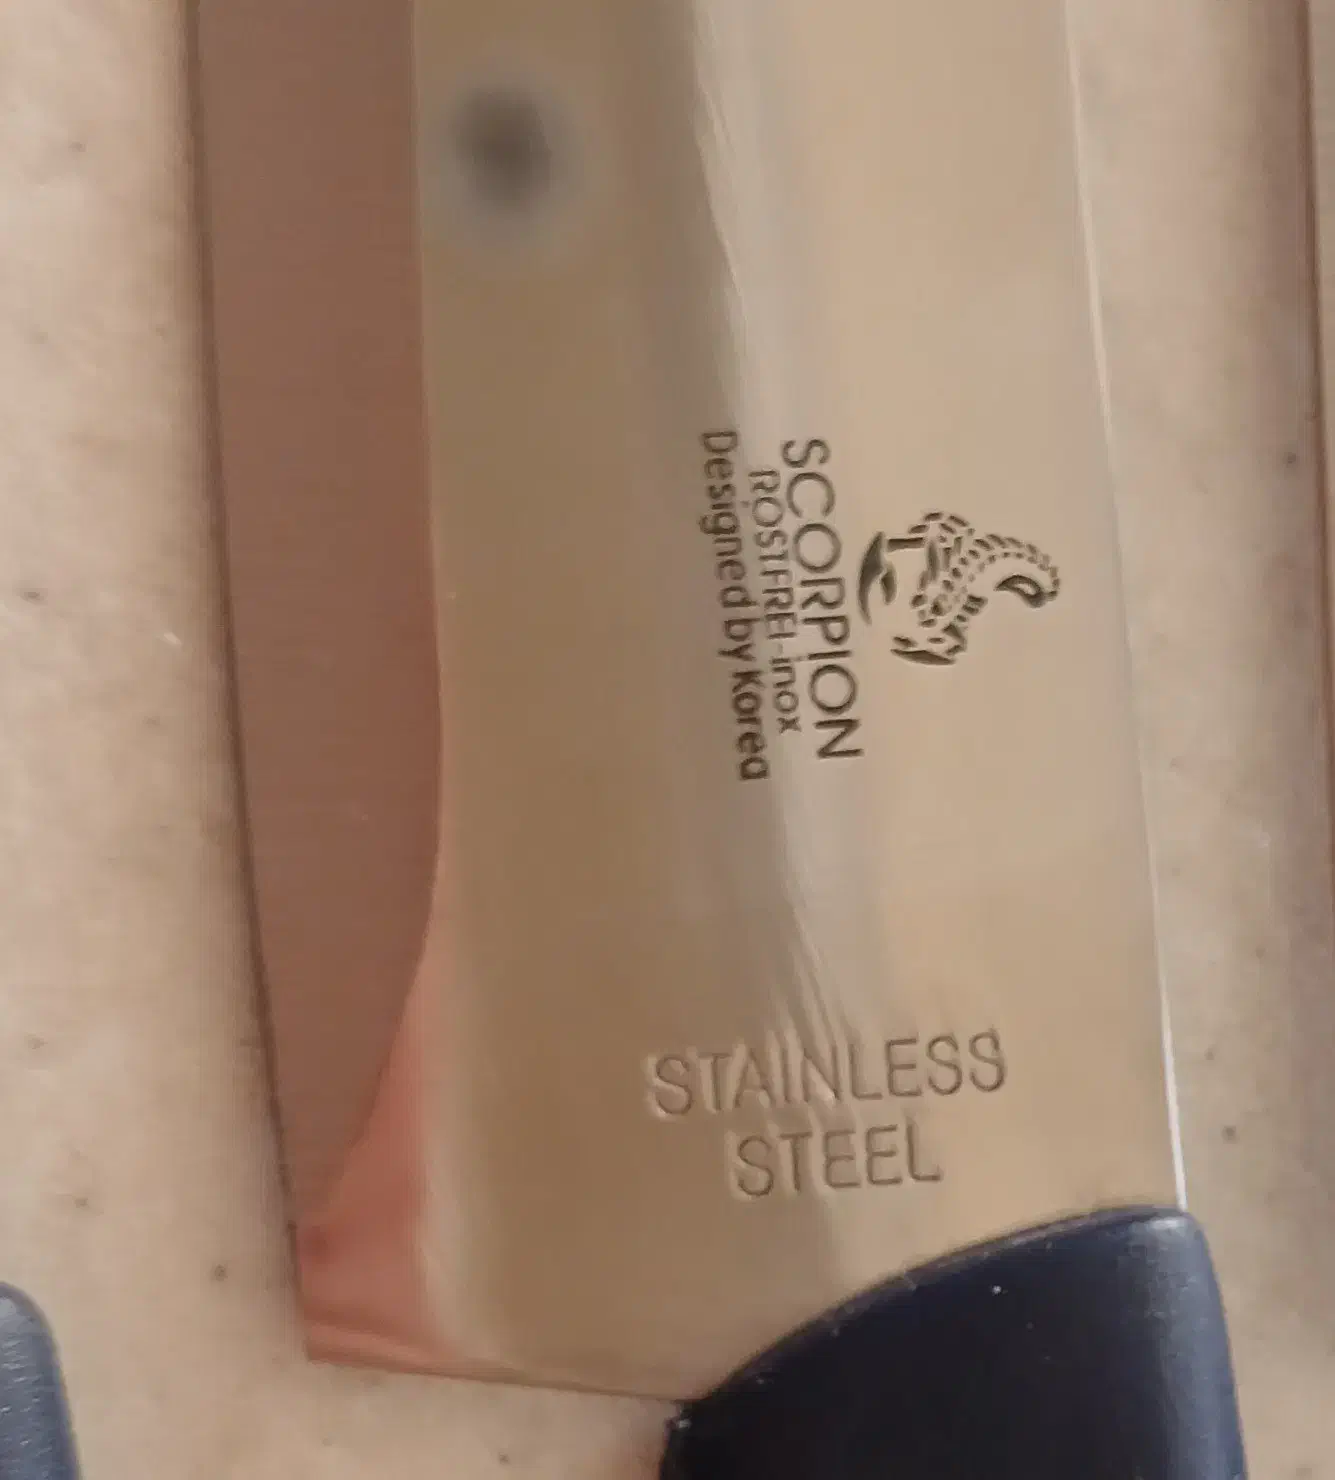 SCORPION
ROSTFREI-inox
Designed by Korea
STAINLESS
STEEL